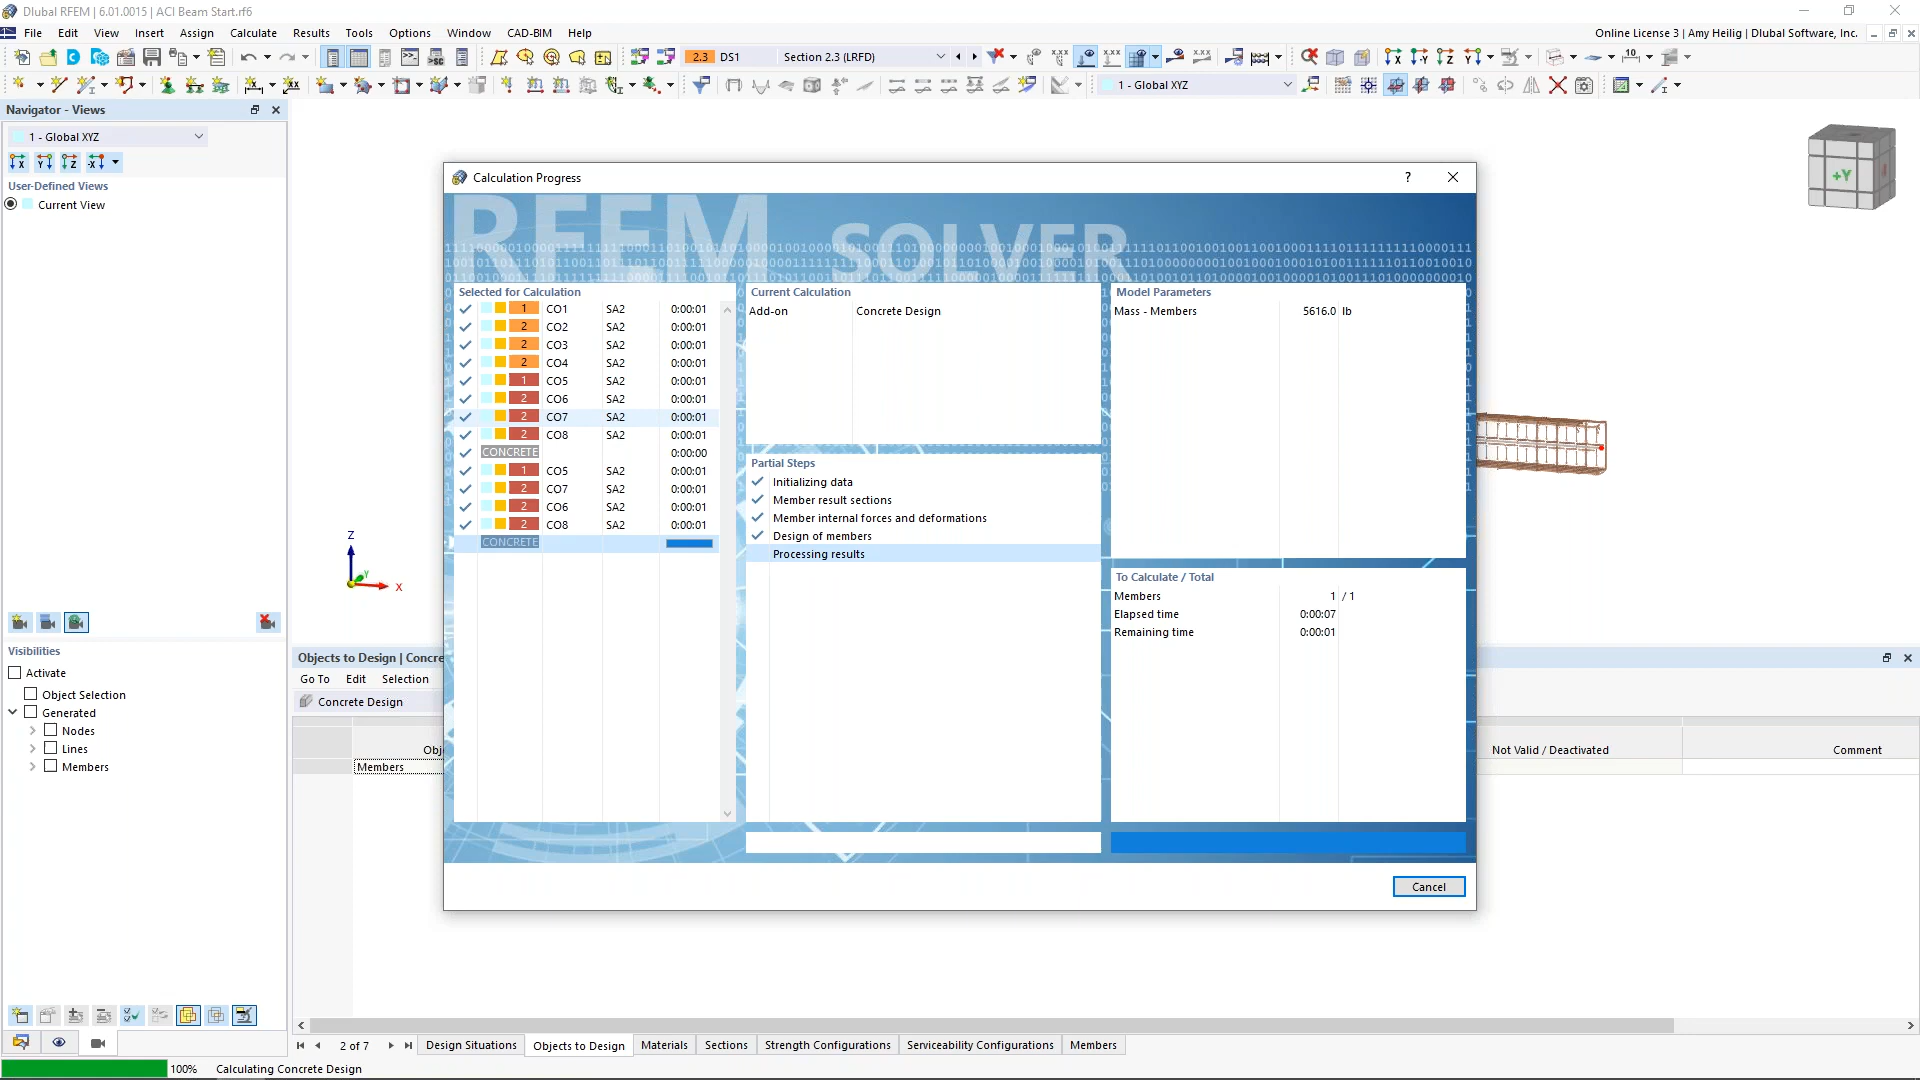 Dlubal RFEM | 6.01.0015 | ACI Beam Start.rf6
File Edit View Insert Assign Calculate Results Tools Options Window CAD-BIM Help
Online License 3 | Amy Heilig | Dlubal Software, Inc.
2.3 DS1 Section 2.3 (LRFD)
1 - Global XYZ
Navigator - Views
1 - Global XYZ
User-Defined Views
Current View
+Y
Calculation Progress
RFEM SOLVER
Selected for Calculation
1 CO1 SA2 0:00:01
2 CO2 SA2 0:00:01
2 CO3 SA2 0:00:01
2 CO4 SA2 0:00:01
1 CO5 SA2 0:00:01
2 CO6 SA2 0:00:01
2 CO7 SA2 0:00:01
2 CO8 SA2 0:00:01
CONCRETE 0:00:00
1 CO5 SA2 0:00:01
2 CO7 SA2 0:00:01
2 CO6 SA2 0:00:01
2 CO8 SA2 0:00:01
CONCRETE
Current Calculation
Add-on Concrete Design
Partial Steps
Initializing data
Member result sections
Member internal forces and deformations
Design of members
Processing results
Model Parameters
Mass - Members 5616.0 lb
To Calculate / Total
Members 1 / 1
Elapsed time 0:00:07
Remaining time 0:00:01
Cancel
Z
Y
X
Visibilities
Activate
Object Selection
Generated
Nodes
Lines
Members
Objects to Design | Concre
Go To Edit Selection
Concrete Design
Obj
Not Valid / Deactivated
Comment
Members
2 of 7 Design Situations Objects to Design Materials Sections Strength Configurations Serviceability Configurations Members
100% Calculating Concrete Design